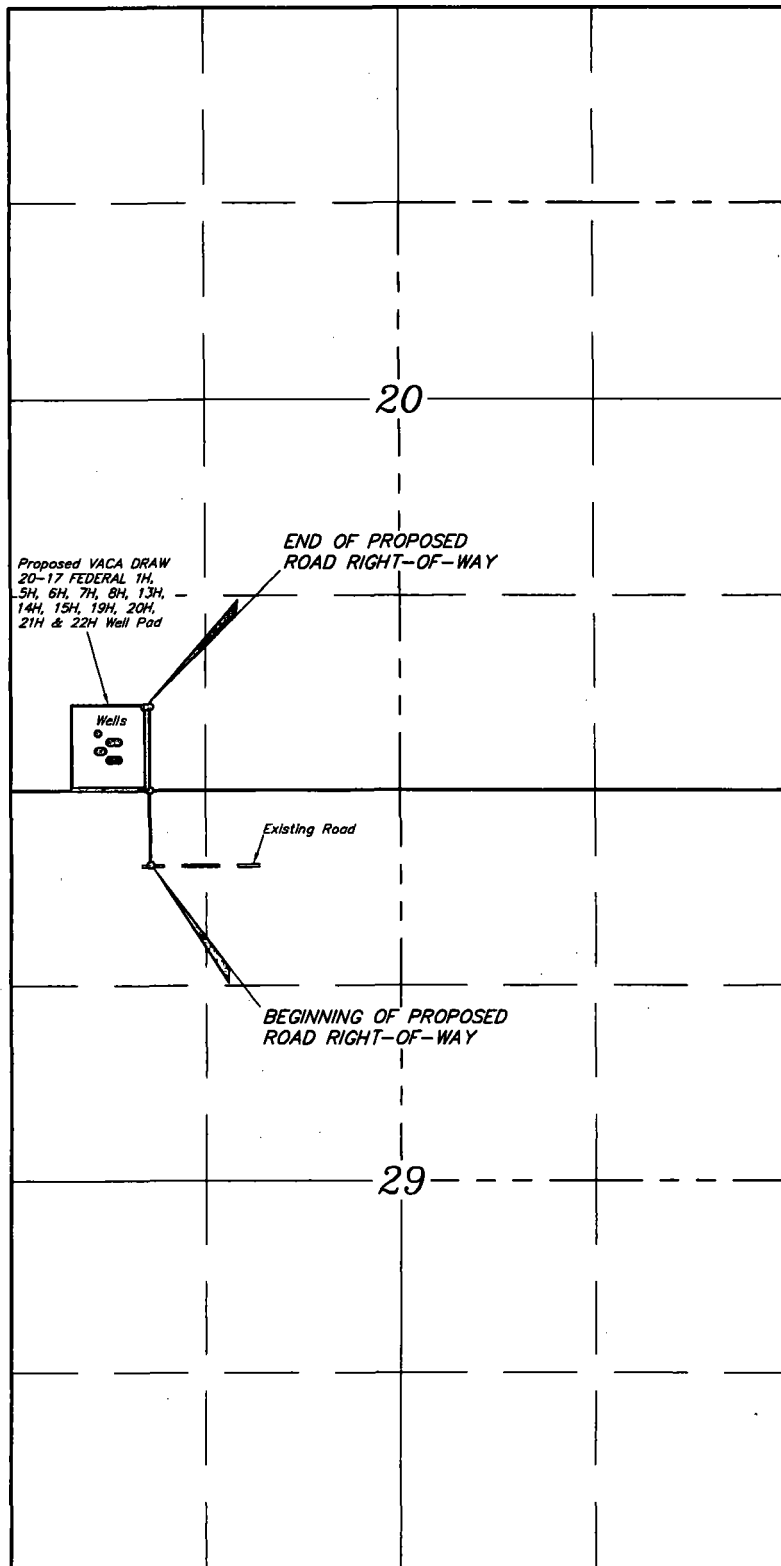 20
END OF PROPOSED
ROAD RIGHT-OF-WAY
Proposed VACA DRAW
20-17 FEDERAL 1H,
5H, 6H, 7H, 8H, 13H,
14H, 15H, 19H, 20H,
21H & 22H Well Pad
Wells
Existing Road
BEGINNING OF PROPOSED
ROAD RIGHT-OF-WAY
29